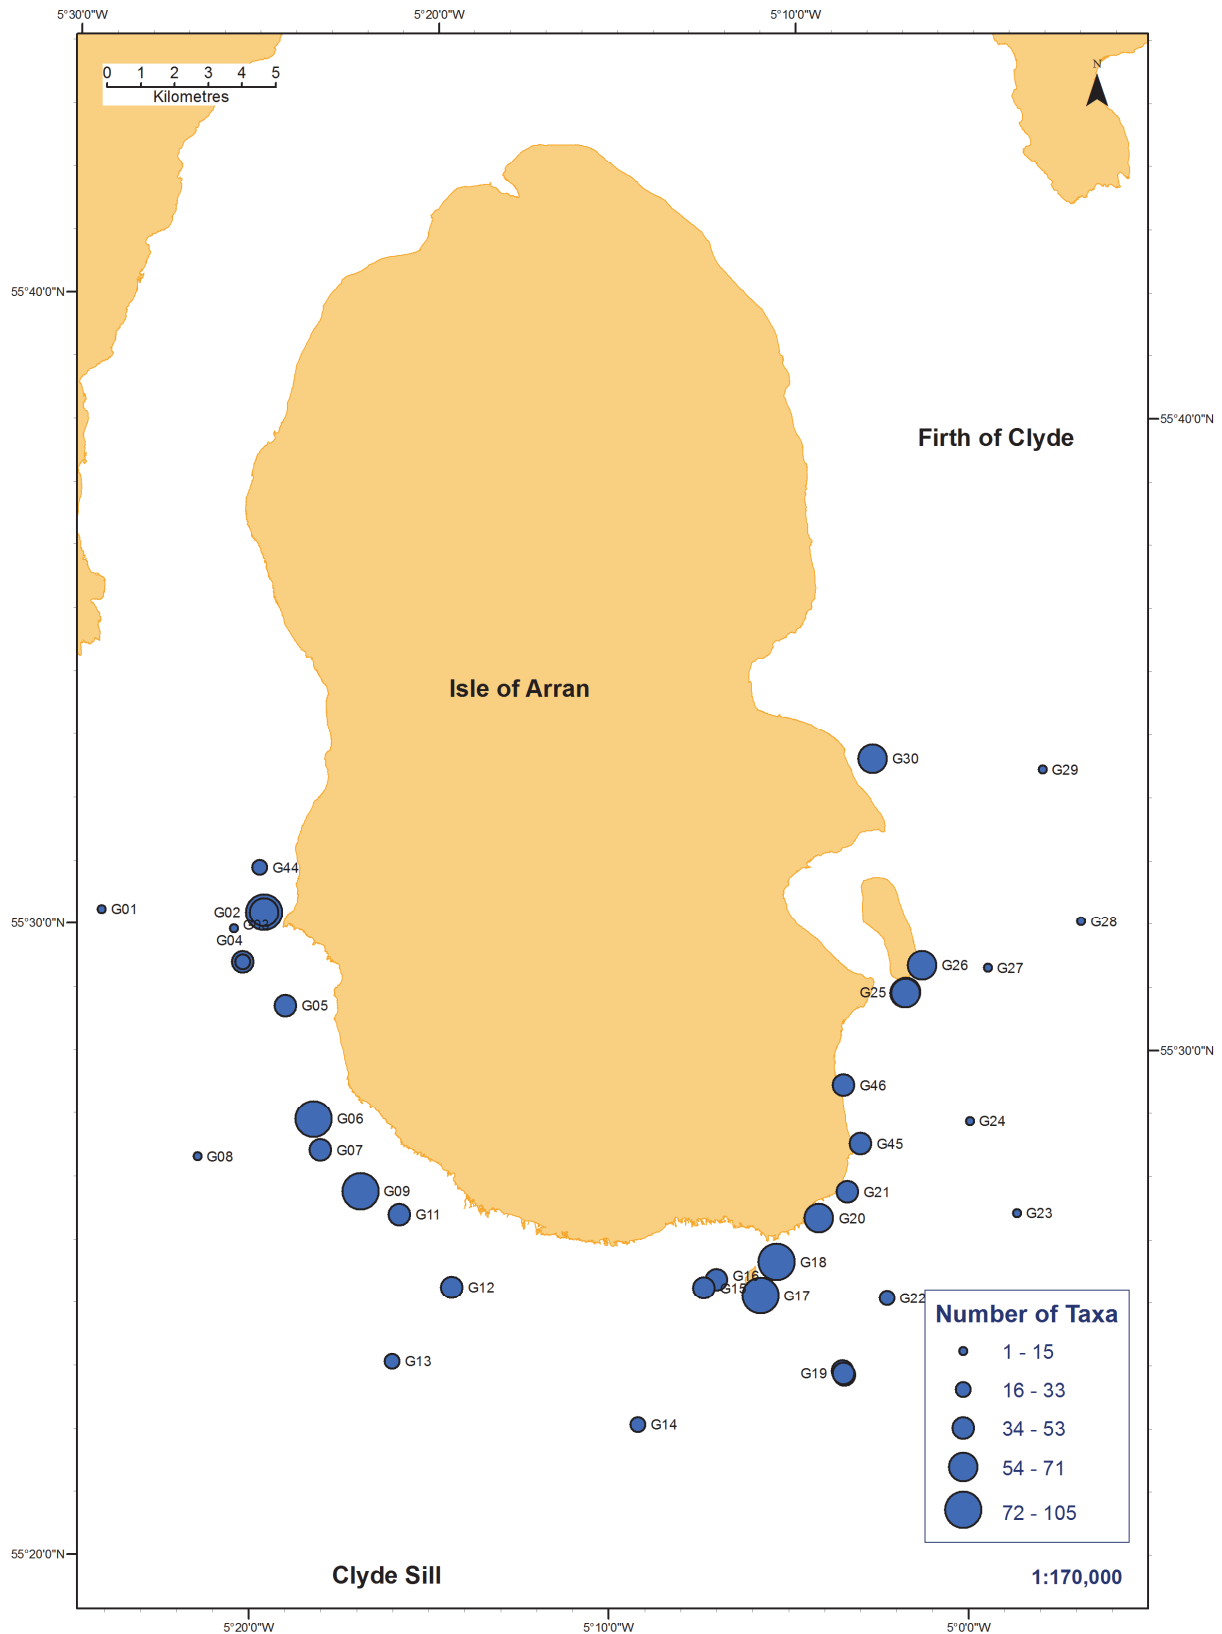 5°30'0"W 5°20'0"W 5°10'0"W
N
0 1 2 3 4 5
Kilometres
55°40'0"N
55°40'0"N
Firth of Clyde
Isle of Arran
G30
G29
G44
G01
G02
G03
G28
55°30'0"N
G04
G26
G27
G25
G05
55°30'0"N
G46
G06
G24
G07
G45
G08
G09
G21
G11
G23
G20
G18
G16
G12
G15
G17
G22
Number of Taxa
1 - 15
G13
G19
16 - 33
G14
34 - 53
54 - 71
72 - 105
55°20'0"N
Clyde Sill
1:170,000
5°20'0"W 5°10'0"W 5°0'0"W